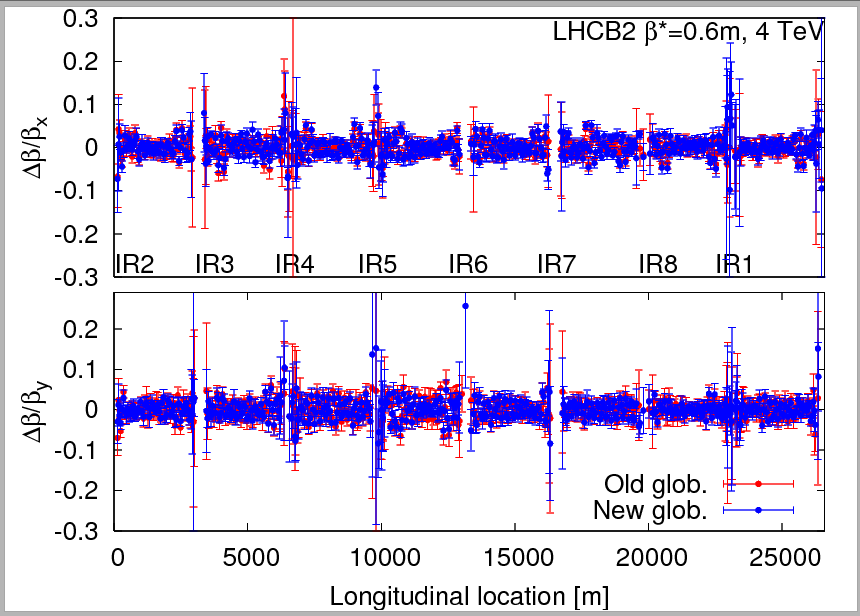 LHCB2 β*=0.6m, 4 TeV
0.3
0.2
0.1
0
-0.1
-0.2
-0.3
Δβ/βx
IR2 IR3 IR4 IR5 IR6 IR7 IR8 IR1
0.2
0.1
0
-0.1
-0.2
-0.3
Δβ/βy
Old glob.
New glob.
0 5000 10000 15000 20000 25000
Longitudinal location [m]